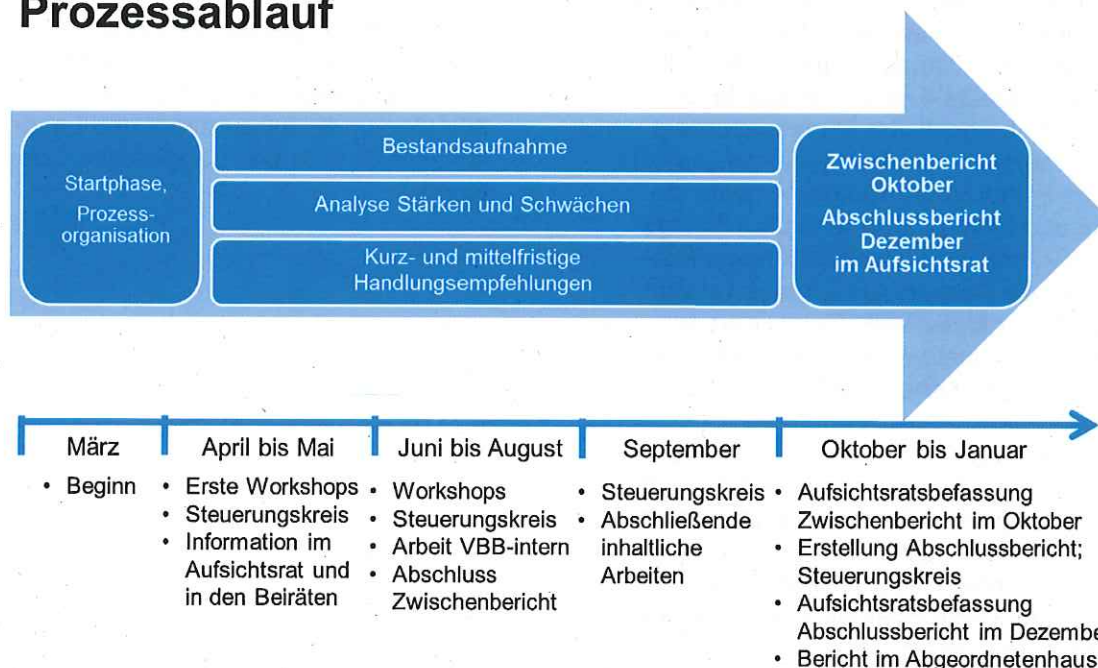 Prozessablauf
Startphase,
Prozess-
organisation
Bestandsaufnahme
Analyse Stärken und Schwächen
Kurz- und mittelfristige
Handlungsempfehlungen
Zwischenbericht
Oktober
Abschlussbericht
Dezember
im Aufsichtsrat
März
• Beginn
April bis Mai
• Erste Workshops
• Steuerungskreis
• Information im
Aufsichtsrat und
in den Beiräten
Juni bis August
• Workshops
• Steuerungskreis
• Arbeit VBB-intern
• Abschluss
Zwischenbericht
September
• Steuerungskreis
• Abschließende
inhaltliche
Arbeiten
Oktober bis Januar
• Aufsichtsratsbefassung
Zwischenbericht im Oktober
• Erstellung Abschlussbericht;
Steuerungskreis
• Aufsichtsratsbefassung
Abschlussbericht im Dezembe
• Bericht im Abgeordnetenhaus